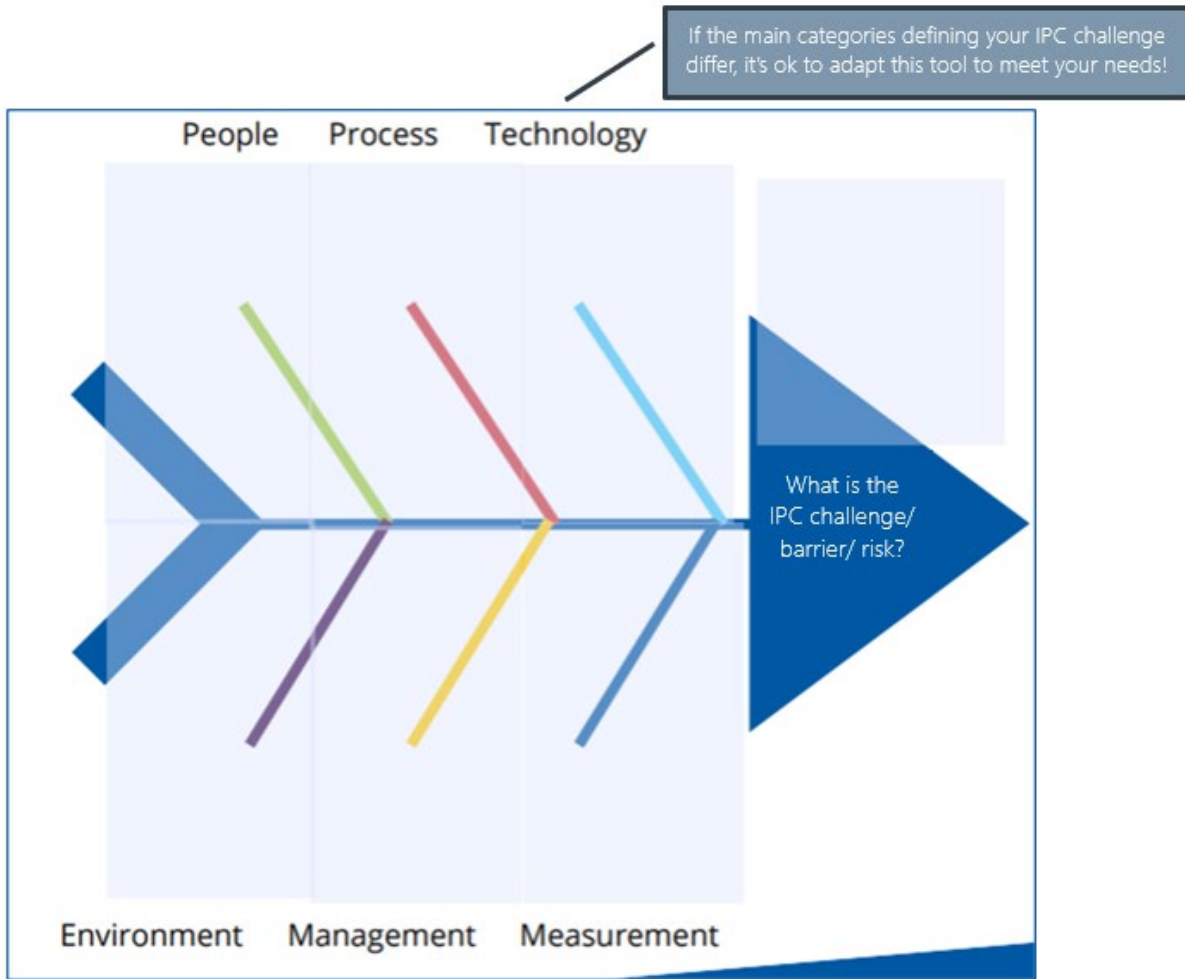 If the main categories defining your IPC challenge
differ, it's ok to adapt this tool to meet your needs!
People Process Technology
What is the
IPC challenge/
barrier/ risk?
Environment Management Measurement